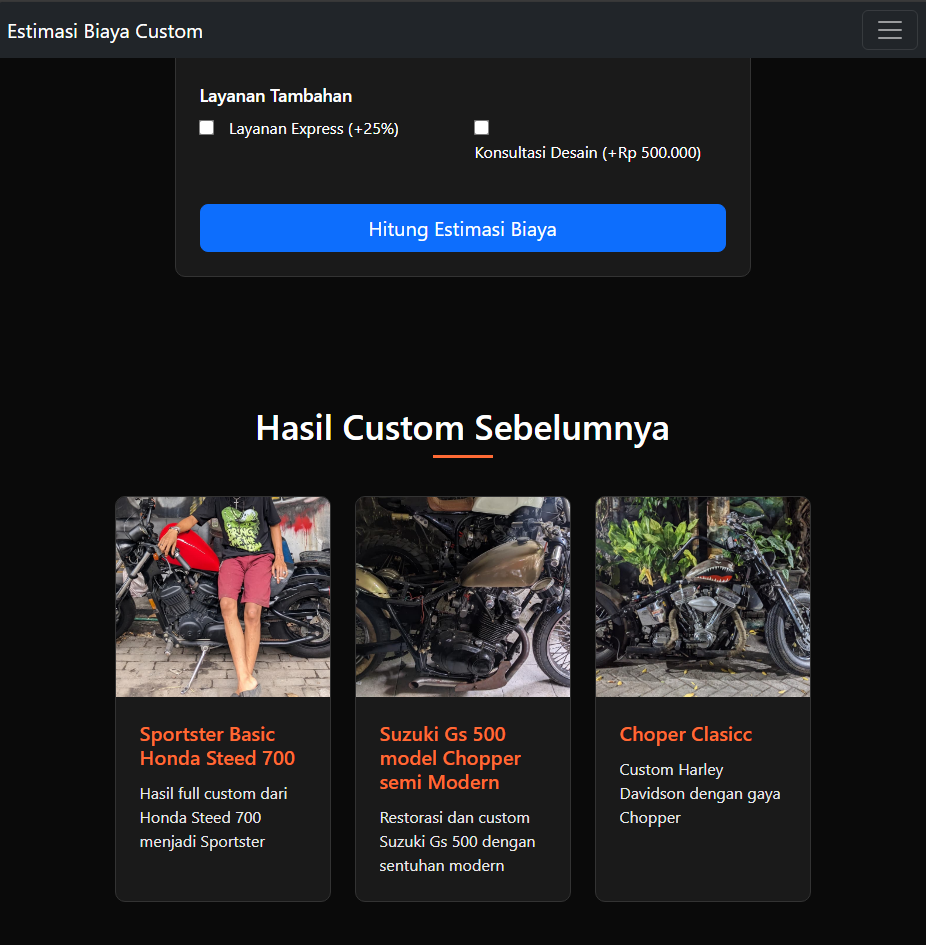 Estimasi Biaya Custom
Layanan Tambahan
Layanan Express (+25%)
Konsultasi Desain (+Rp 500.000)
Hitung Estimasi Biaya
Hasil Custom Sebelumnya
Sportster Basic
Honda Steed 700
Hasil full custom dari
Honda Steed 700
menjadi Sportster
Suzuki Gs 500
model Chopper
semi Modern
Restorasi dan custom
Suzuki Gs 500 dengan
sentuhan modern
Choper Clasicc
Custom Harley
Davidson dengan gaya
Chopper